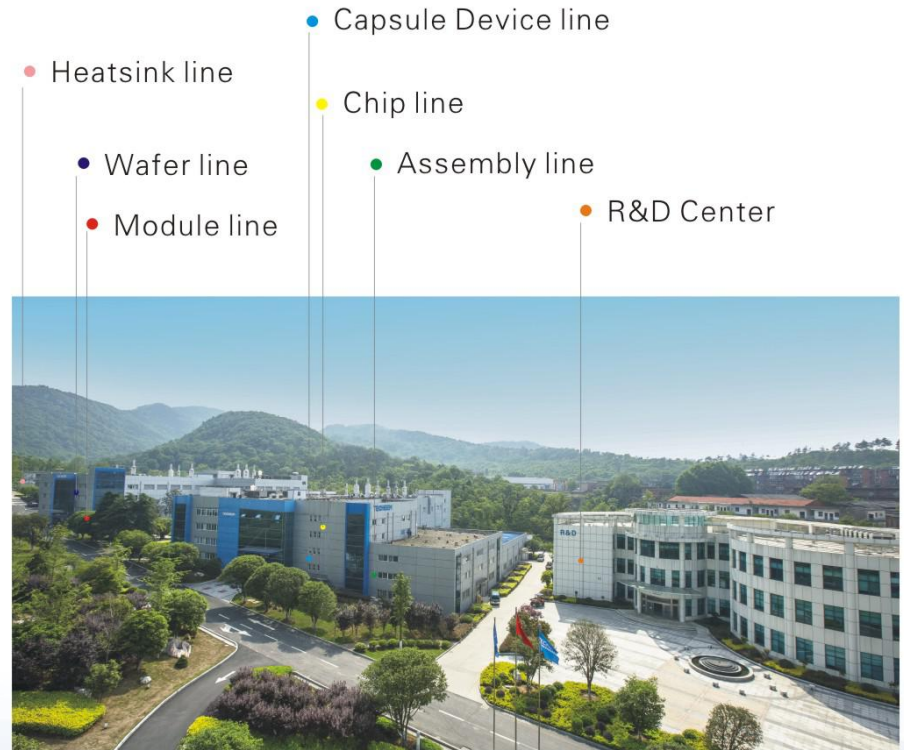 Capsule Device line
Heatsink line
Chip line
Wafer line
Assembly line
Module line
R&D Center
R&D